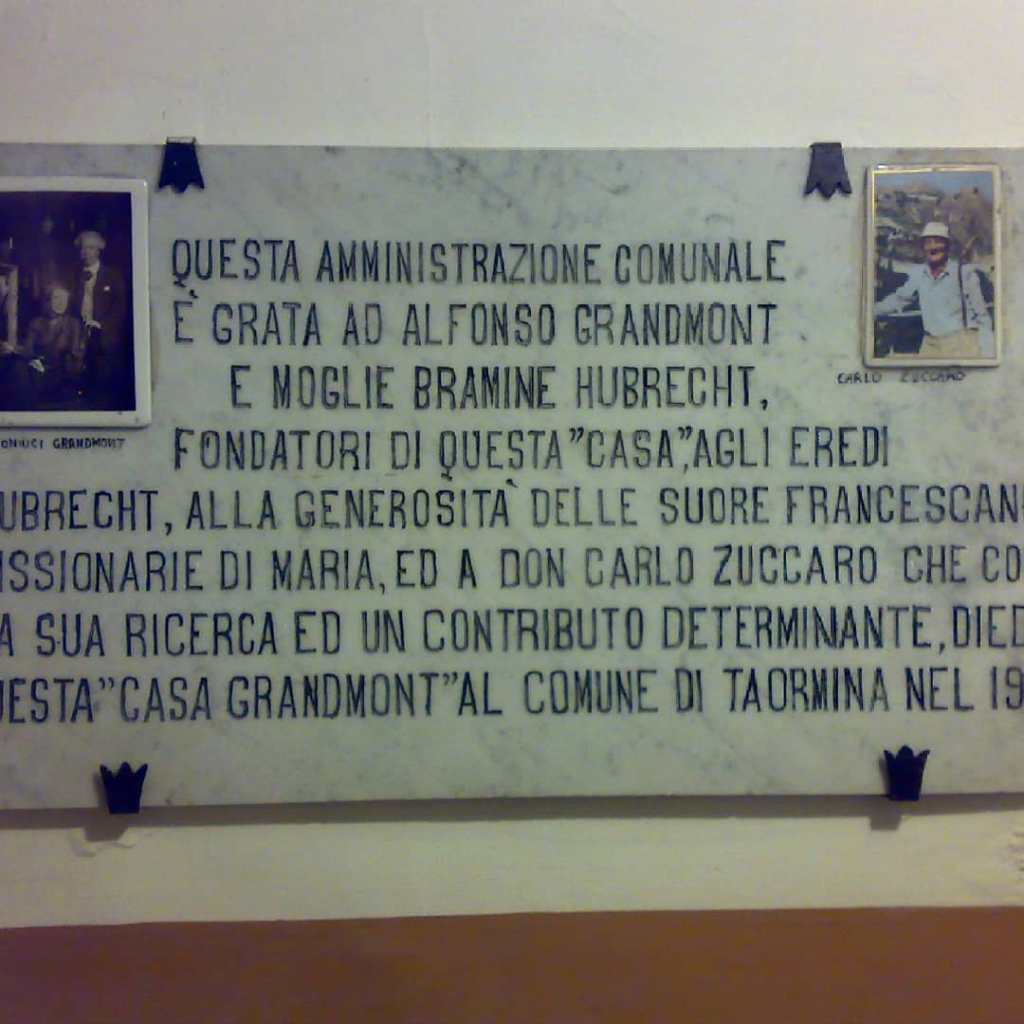 QUESTA AMMINISTRAZIONE COMUNALE
È GRATA AD ALFONSO GRANDMONT
E MOGLIE BRAMINE HUBRECHT,
FONDATORI DI QUESTA "CASA", AGLI EREDI
UBRECHT, ALLA GENEROSITÀ DELLE SUORE FRANCESCAN
ISSIONARIE DI MARIA, ED A DON CARLO ZUCCARO CHE CO
A SUA RICERCA ED UN CONTRIBUTO DETERMINANTE, DIED
UESTA "CASA GRANDMONT" AL COMUNE DI TAORMINA NEL 19
ONIUGI GRANDMONT
CARLO ZUCCARO